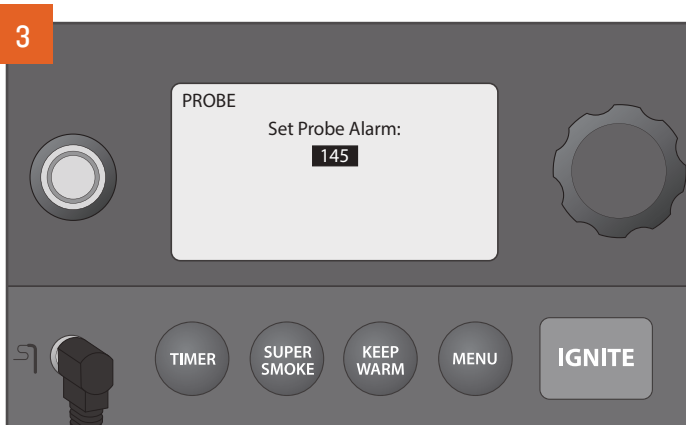 3
PROBE
Set Probe Alarm:
145
TIMER
SUPER
SMOKE
KEEP
WARM
MENU
IGNITE